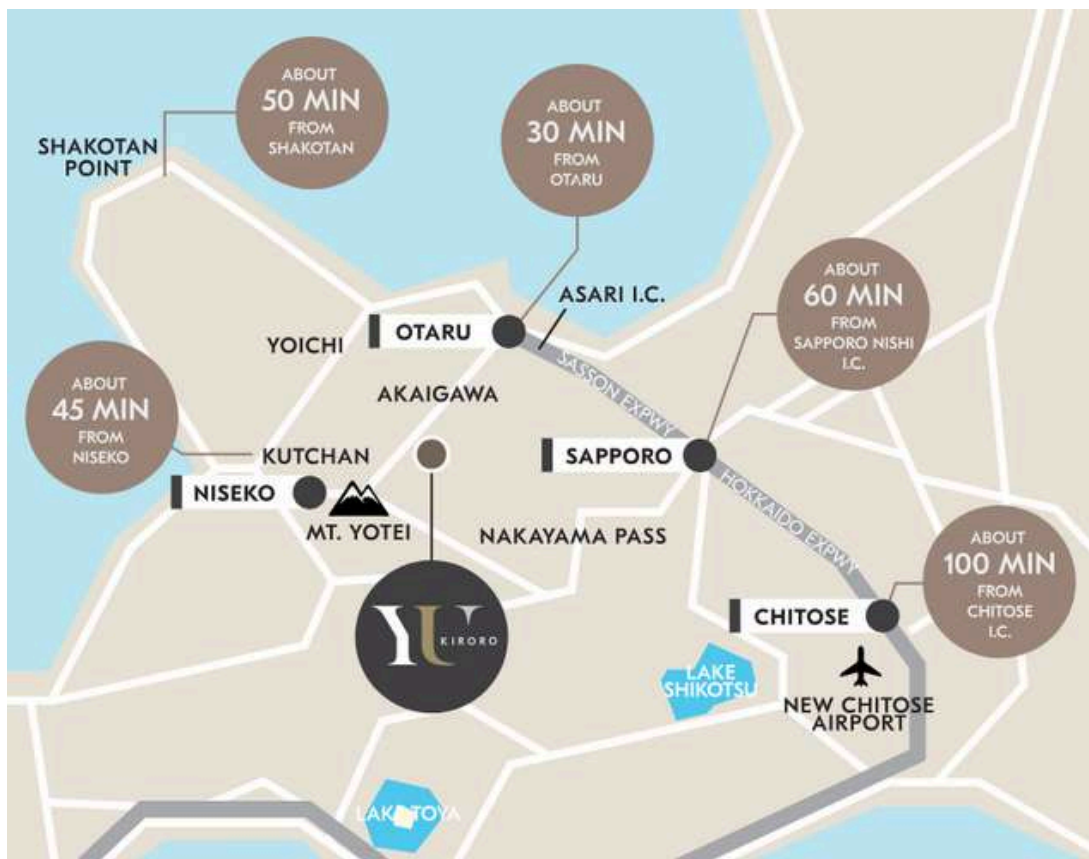 ABOUT
50 MIN
FROM
SHAKOTAN
SHAKOTAN
POINT
ABOUT
30 MIN
FROM
OTARU
ASARI I.C.
ABOUT
60 MIN
FROM
SAPPORO NISHI
I.C.
OTARU
YOICHI
SASSON EXPWY
AKAIGAWA
ABOUT
45 MIN
FROM
NISEKO
KUTCHAN
SAPPORO
NISEKO
HOKKAIDO EXPWY
MT. YOTEI
NAKAYAMA PASS
ABOUT
100 MIN
FROM
CHITOSE
I.C.
CHITOSE
YU
KIRORO
LAKE
SHIKOTSU
NEW CHITOSE
AIRPORT
LAKE TOYA